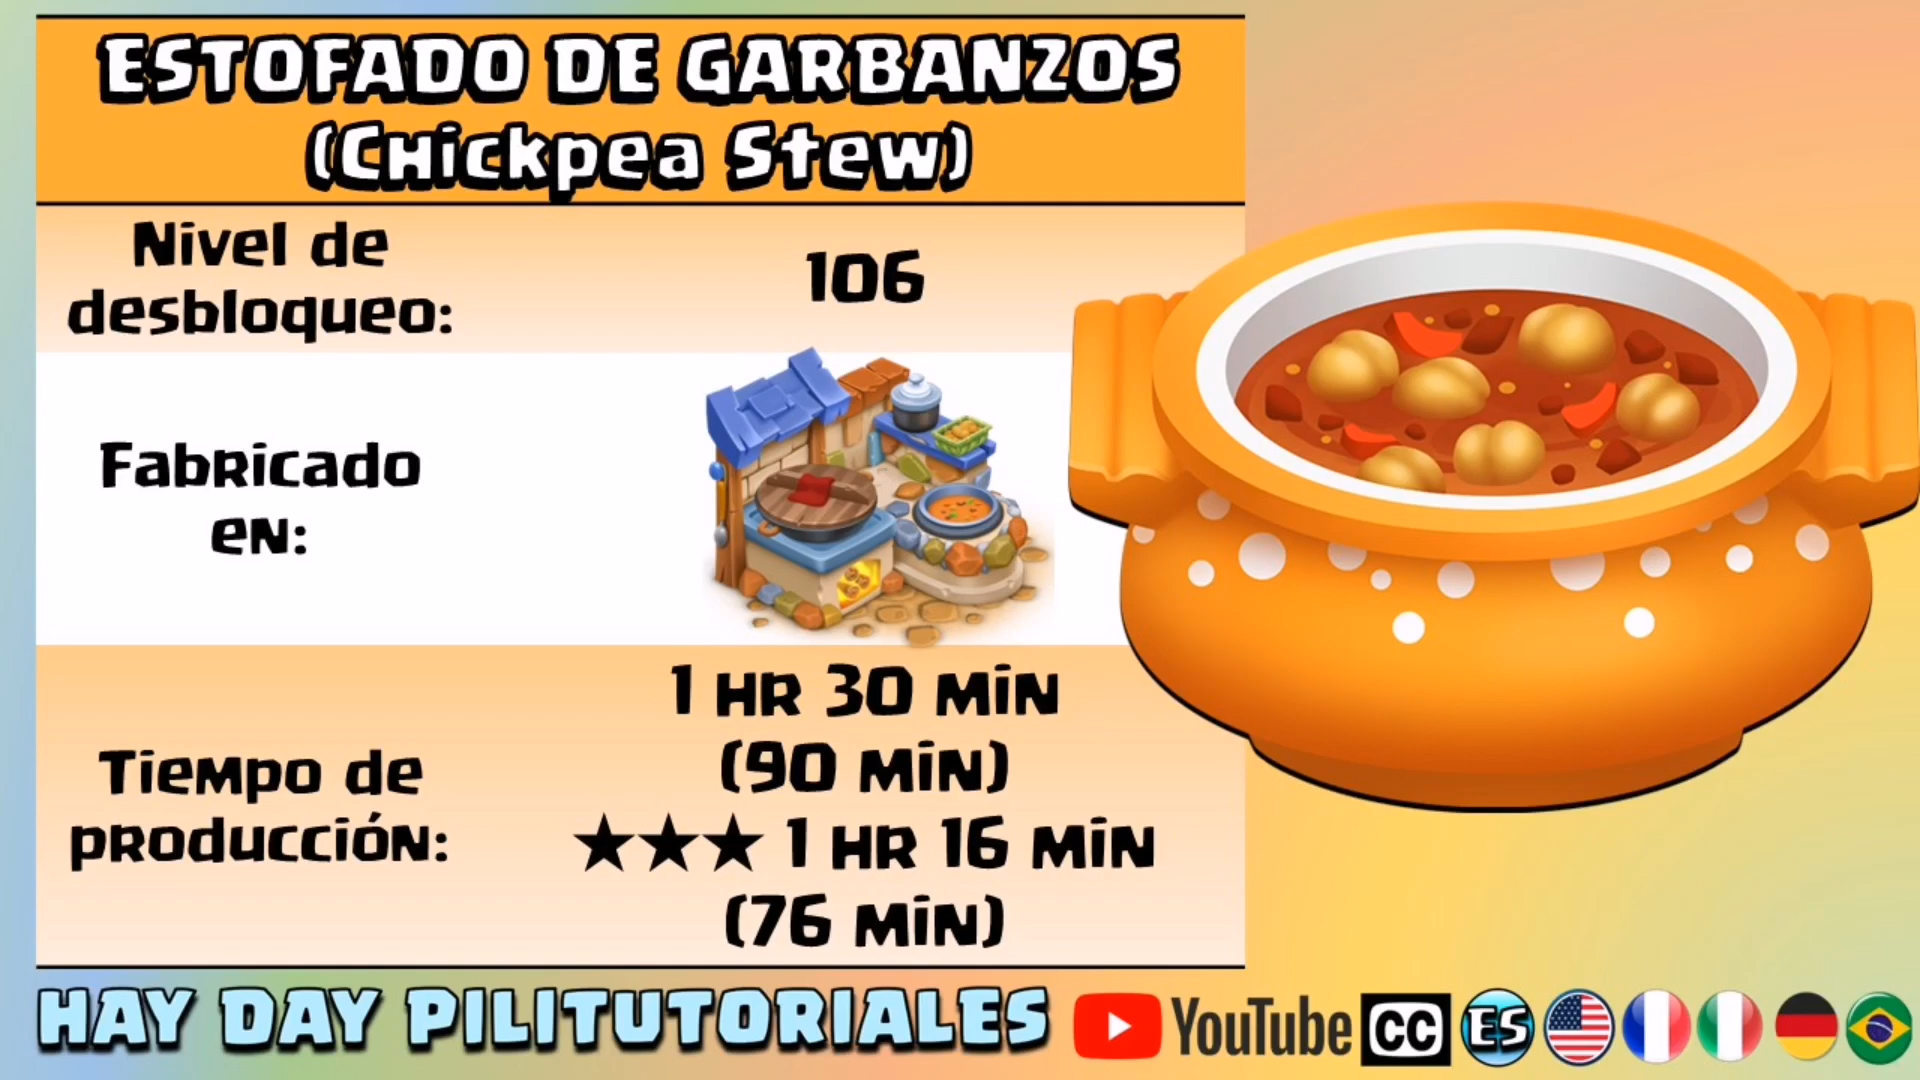 ESTOFADO DE GARBANZOS
(Chickpea Stew)
Nivel de
desbloqueo:
106
Fabricado
en:
Tiempo de
producción:
1 hr 30 min
(90 min)
★★★ 1 hr 16 min
(76 min)
HAY DAY PILITUTORIALES
YouTube
CC
ES